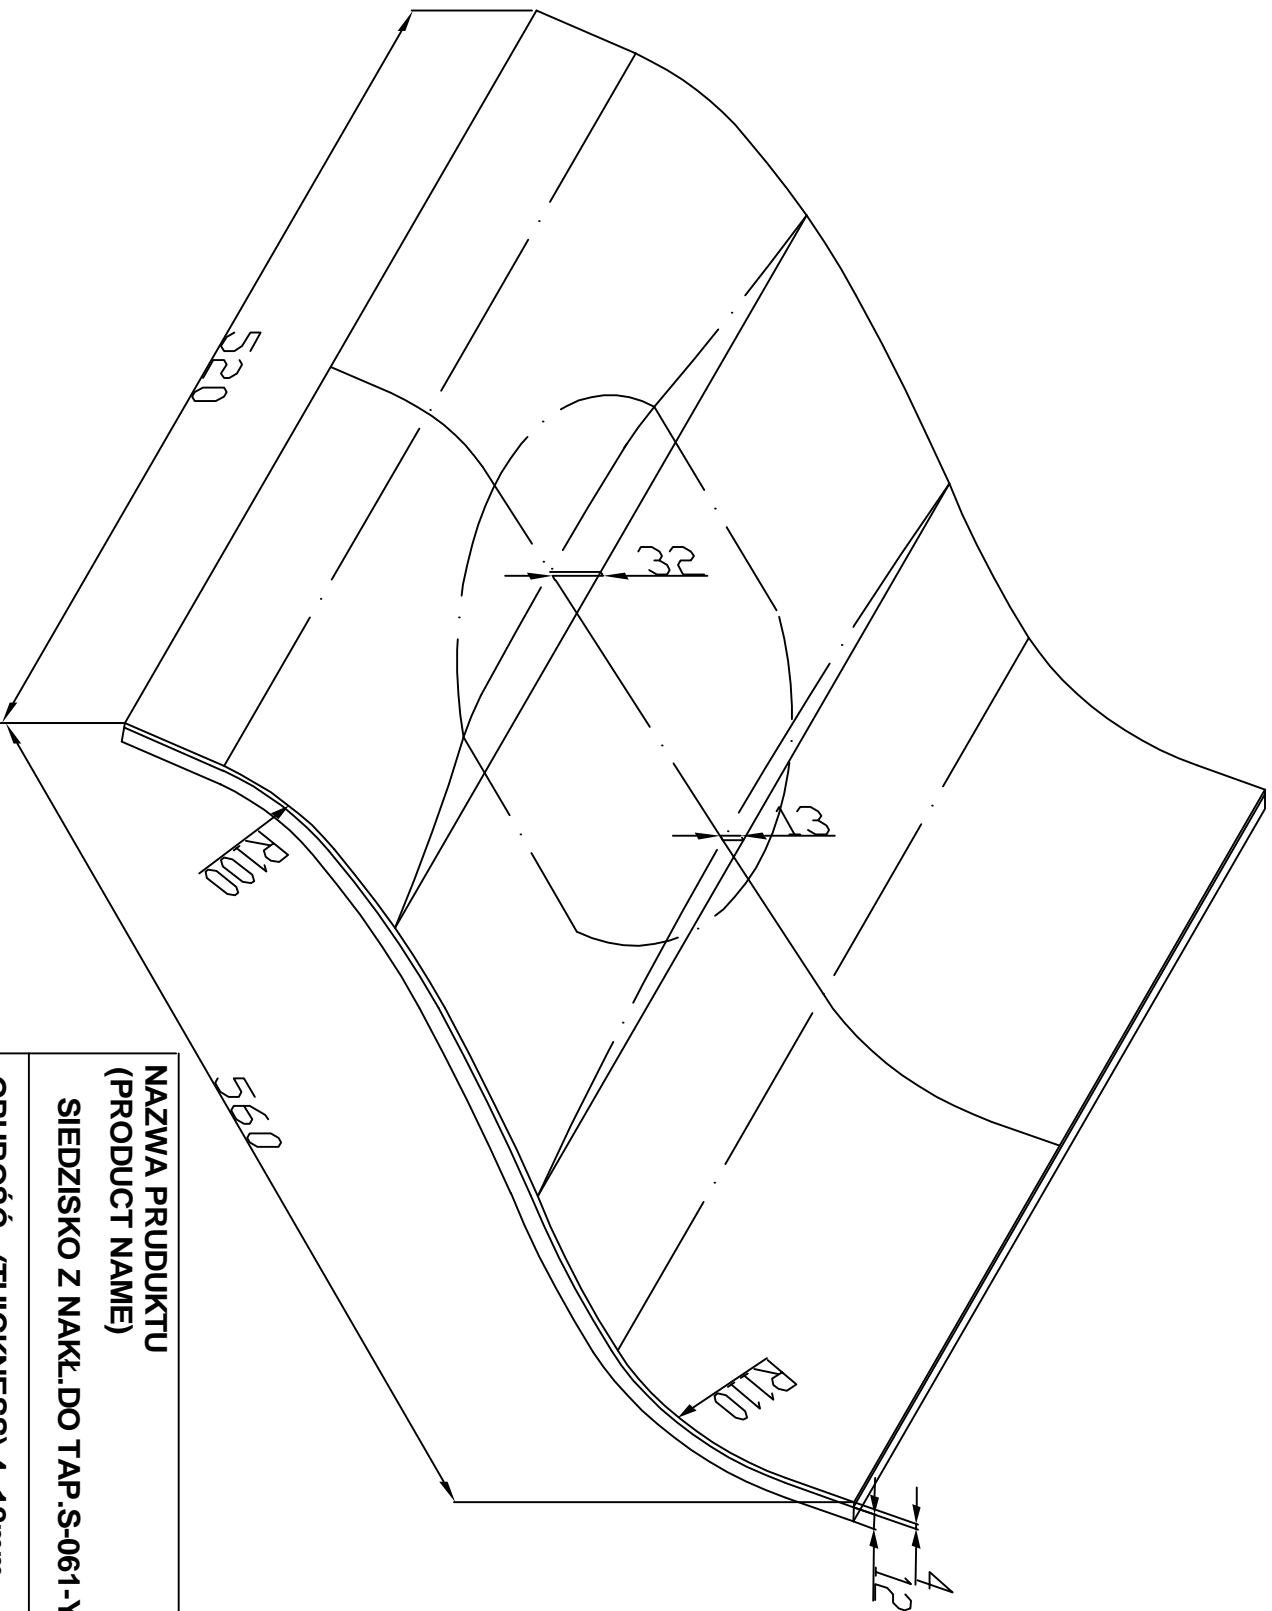 520
32
13
R100
560
R110
4
12
NAZWA PRUDUKTU
(PRODUCT NAME)
SIEDZISKO Z NAKŁ.DO TAP.S-061-Y